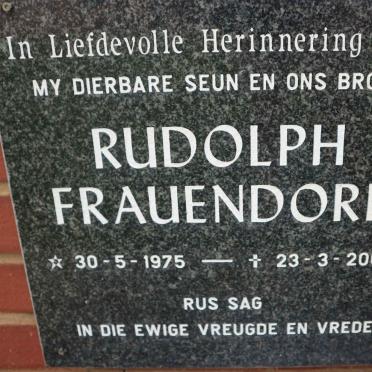 In Liefdevolle Herinnering
MY DIERBARE SEUN EN ONS BRO
RUDOLPH
FRAUENDOR
☆ 30-5-1975 — ✝ 23-3-20
RUS SAG
IN DIE EWIGE VREUGDE EN VREDE